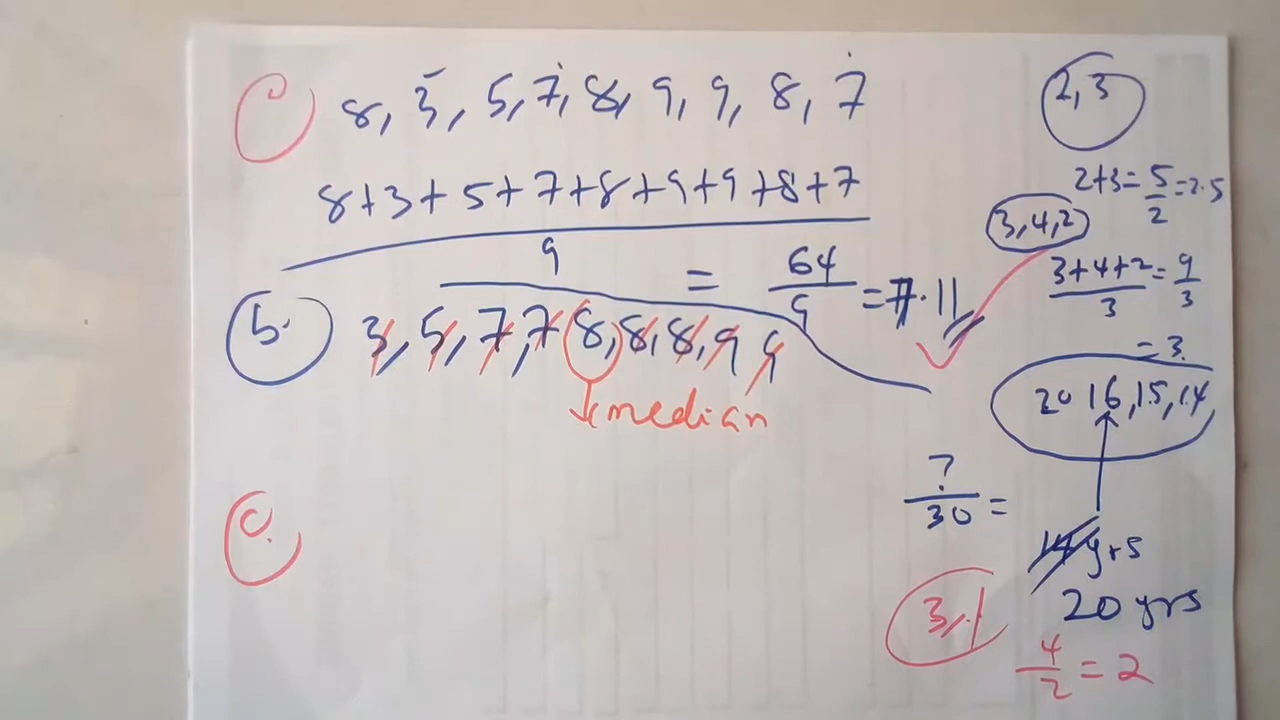 8, 3, 5, 7, 8, 9, 9, 8, 7
8+3+5+7+8+9+9+8+7
9
= 64
9
= 7.11
b.
3, 5, 7, 7 8, 8, 8, 9 9
median
c.
2, 3
2+3= 5 =2.5
2
3, 4, 2
3+4+2 = 9
3 3
= 3.
20 16, 15, 14
?
30 =
14 yrs
20 yrs
3, 1
4
2 = 2